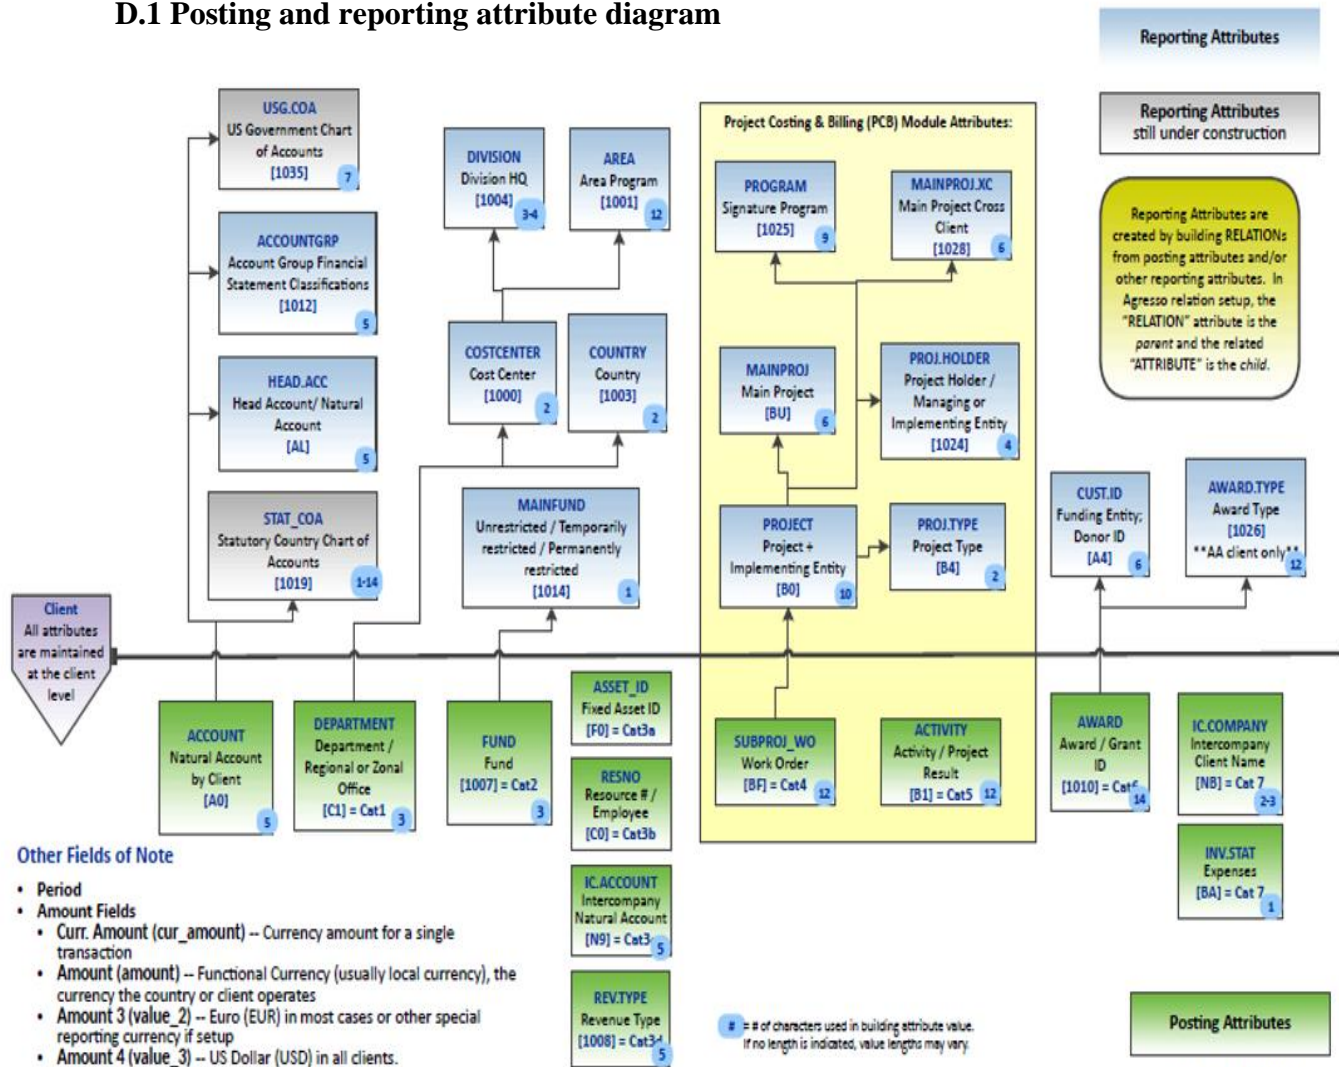 D.1 Posting and reporting attribute diagram
Reporting Attributes
Reporting Attributes
still under construction
Reporting Attributes are
created by building RELATIONs
from posting attributes and/or
other reporting attributes. In
Agresso relation setup, the
"RELATION" attribute is the
parent and the related
"ATTRIBUTE" is the child.
USG.COA
US Government Chart
of Accounts
[1035]
7
ACCOUNTGRP
Account Group Financial
Statement Classifications
[1012]
5
HEAD.ACC
Head Account/ Natural
Account
[AL]
5
STAT_COA
Statutory Country Chart of
Accounts
[1019]
1-14
DIVISION
Division HQ
[1004]
3-4
AREA
Area Program
[1001]
12
COSTCENTER
Cost Center
[1000]
2
COUNTRY
Country
[1003]
2
MAINFUND
Unrestricted / Temporarily
restricted / Permanently
restricted
[1014]
1
Project Costing & Billing (PCB) Module Attributes:
PROGRAM
Signature Program
[1025]
9
MAINPROJ.XC
Main Project Cross
Client
[1028]
6
MAINPROJ
Main Project
[BU]
6
PROJ.HOLDER
Project Holder /
Managing or
Implementing Entity
[1024]
4
PROJECT
Project +
Implementing Entity
[B0]
10
PROJ.TYPE
Project Type
[B4]
2
CUST.ID
Funding Entity;
Donor ID
[A4]
6
AWARD.TYPE
Award Type
[1026]
**AA client only**
12
Client
All attributes
are maintained
at the client
level
ACCOUNT
Natural Account
by Client
[A0]
5
DEPARTMENT
Department /
Regional or Zonal
Office
[C1] = Cat1
3
FUND
Fund
[1007] = Cat2
3
ASSET_ID
Fixed Asset ID
[F0] = Cat3a
RESNO
Resource # /
Employee
[C0] = Cat3b
IC.ACCOUNT
Intercompany
Natural Account
[N9] = Cat3
5
REV.TYPE
Revenue Type
[1008] = Cat3d
5
SUBPROJ_WO
Work Order
[BF] = Cat4
12
ACTIVITY
Activity / Project
Result
[B1] = Cat5
12
AWARD
Award / Grant
ID
[1010] = Cat6
14
IC.COMPANY
Intercompany
Client Name
[NB] = Cat 7
2-3
INV.STAT
Expenses
[BA] = Cat 7
1
Other Fields of Note
• Period
• Amount Fields
• Curr. Amount (cur_amount) -- Currency amount for a single
transaction
• Amount (amount) -- Functional Currency (usually local currency), the
currency the country or client operates
• Amount 3 (value_2) -- Euro (EUR) in most cases or other special
reporting currency if setup
• Amount 4 (value_3) -- US Dollar (USD) in all clients.
# = # of characters used in building attribute value.
If no length is indicated, value lengths may vary.
Posting Attributes